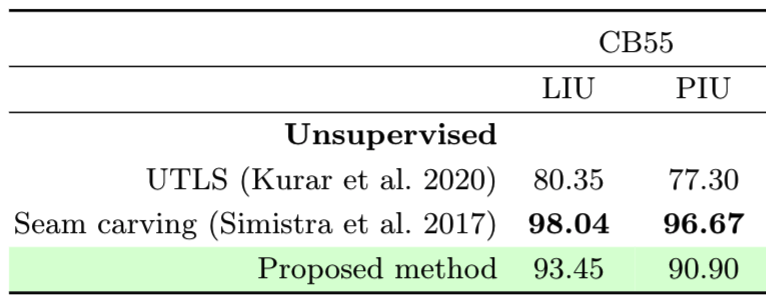 CB55
LIU PIU
Unsupervised
UTLS (Kurar et al. 2020) 80.35 77.30
Seam carving (Simistra et al. 2017) 98.04 96.67
Proposed method 93.45 90.90